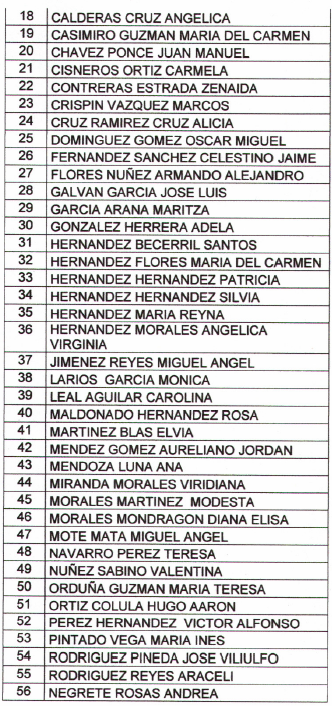 18 CALDERAS CRUZ ANGELICA
19 CASIMIRO GUZMAN MARIA DEL CARMEN
20 CHAVEZ PONCE JUAN MANUEL
21 CISNEROS ORTIZ CARMELA
22 CONTRERAS ESTRADA ZENAIDA
23 CRISPIN VAZQUEZ MARCOS
24 CRUZ RAMIREZ CRUZ ALICIA
25 DOMINGUEZ GOMEZ OSCAR MIGUEL
26 FERNANDEZ SANCHEZ CELESTINO JAIME
27 FLORES NUÑEZ ARMANDO ALEJANDRO
28 GALVAN GARCIA JOSE LUIS
29 GARCIA ARANA MARITZA
30 GONZALEZ HERRERA ADELA
31 HERNANDEZ BECERRIL SANTOS
32 HERNANDEZ FLORES MARIA DEL CARMEN
33 HERNANDEZ HERNANDEZ PATRICIA
34 HERNANDEZ HERNANDEZ SILVIA
35 HERNANDEZ MARIA REYNA
36 HERNANDEZ MORALES ANGELICA
VIRGINIA
37 JIMENEZ REYES MIGUEL ANGEL
38 LARIOS GARCIA MONICA
39 LEAL AGUILAR CAROLINA
40 MALDONADO HERNANDEZ ROSA
41 MARTINEZ BLAS ELVIA
42 MENDEZ GOMEZ AURELIANO JORDAN
43 MENDOZA LUNA ANA
44 MIRANDA MORALES VIRIDIANA
45 MORALES MARTINEZ MODESTA
46 MORALES MONDRAGON DIANA ELISA
47 MOTE MATA MIGUEL ANGEL
48 NAVARRO PEREZ TERESA
49 NUÑEZ SABINO VALENTINA
50 ORDUÑA GUZMAN MARIA TERESA
51 ORTIZ COLULA HUGO AARON
52 PEREZ HERNANDEZ VICTOR ALFONSO
53 PINTADO VEGA MARIA INES
54 RODRIGUEZ PINEDA JOSE VILIULFO
55 RODRIGUEZ REYES ARACELI
56 NEGRETE ROSAS ANDREA